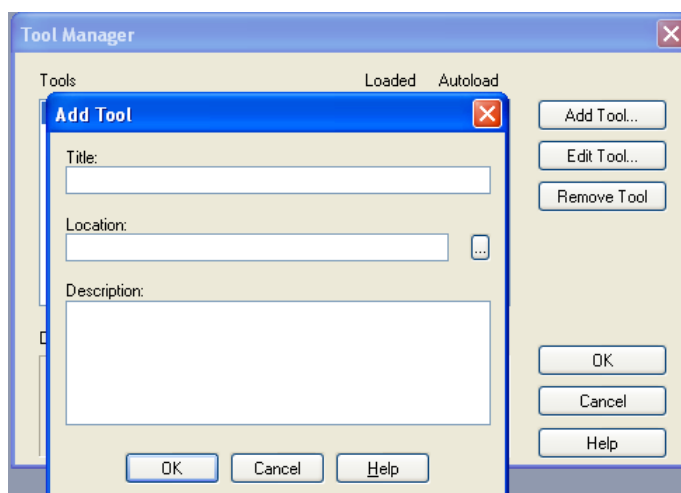 Tool Manager
Tools Loaded Autoload
Add Tool
Title:
Location:
...
Description:
OK Cancel Help
Add Tool...
Edit Tool...
Remove Tool
OK
Cancel
Help